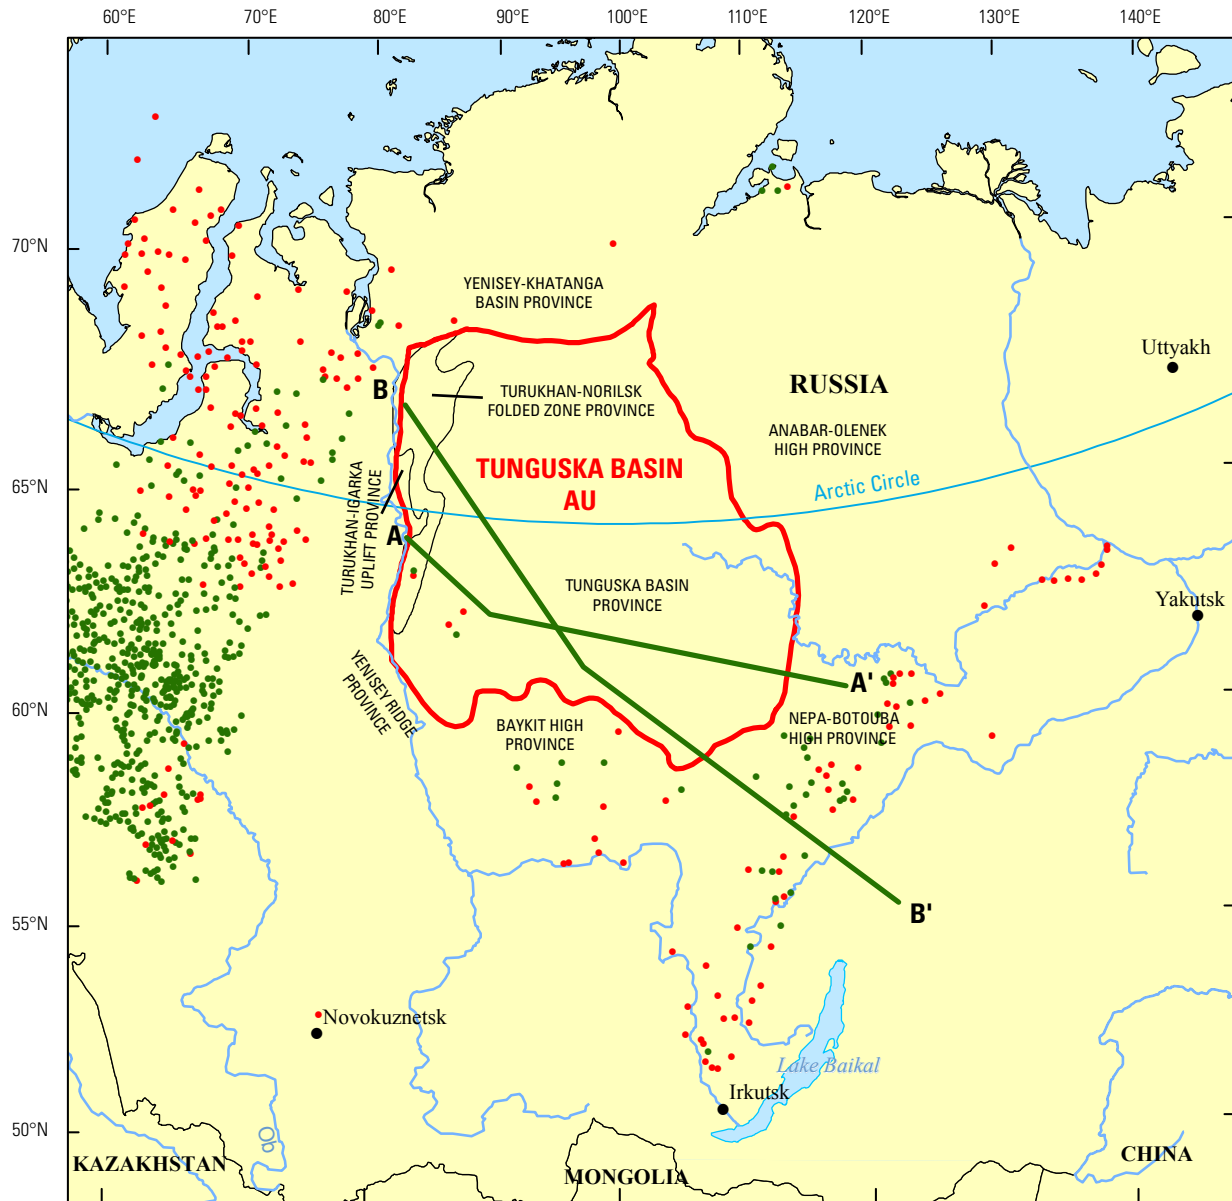 60°E
70°E
80°E
90°E
100°E
110°E
120°E
130°E
140°E
70°N
65°N
60°N
55°N
50°N
YENISEY-KHATANGA
BASIN PROVINCE
Uttyakh
RUSSIA
B
TURUKHAN-NORILSK
FOLDED ZONE PROVINCE
ANABAR-OLENEK
HIGH PROVINCE
TUNGUSKA BASIN
AU
Arctic Circle
TURUKHAN-IGARKA
UPLIFT PROVINCE
A
TUNGUSKA BASIN
PROVINCE
Yakutsk
YENISEY RIDGE
PROVINCE
A'
BAYKIT HIGH
PROVINCE
NEPA-BOTOUBA
HIGH PROVINCE
B'
Novokuznetsk
Lake Baikal
Irkutsk
Ob
KAZAKHSTAN
MONGOLIA
CHINA